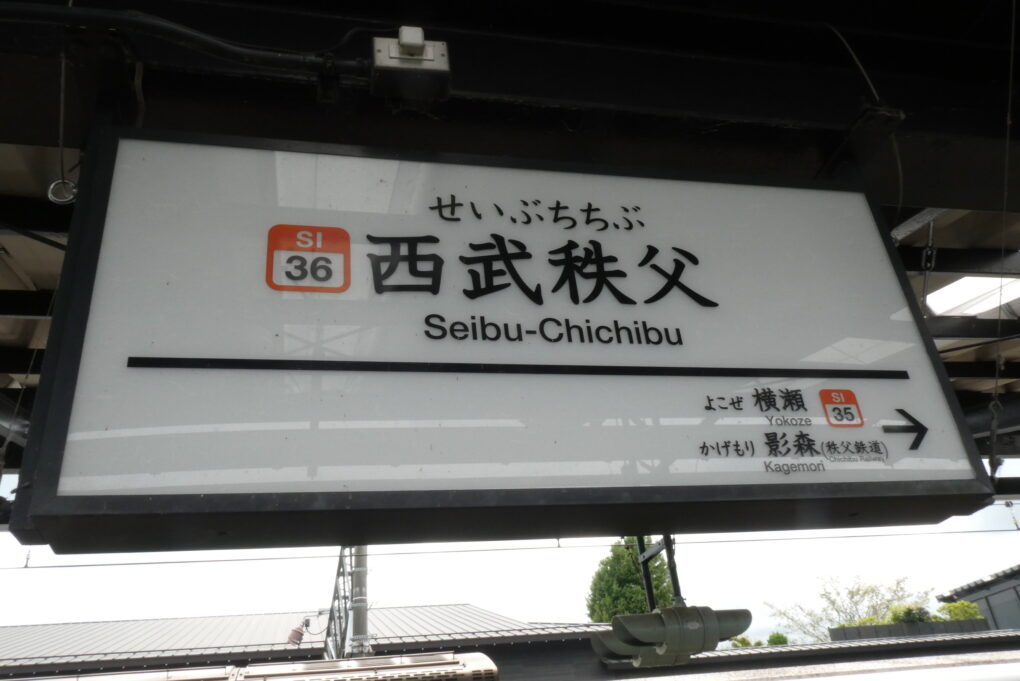 せいぶちちぶ
SI
36
西武秩父
Seibu-Chichibu
よこぜ 横瀬 SI 35
Yokoze
かげもり 影森 (秩父鉄道)
Kagemori Chichibu Railway